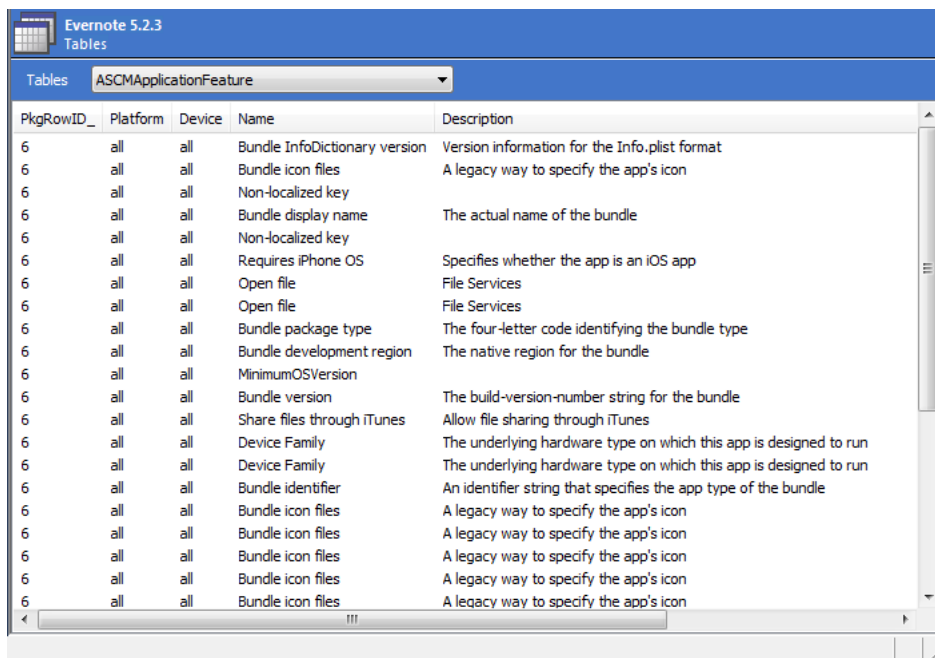 Evernote 5.2.3
Tables
Tables ASCMApplicationFeature
PkgRowID_ Platform Device Name Description
6 all all Bundle InfoDictionary version Version information for the Info.plist format
6 all all Bundle icon files A legacy way to specify the app's icon
6 all all Non-localized key
6 all all Bundle display name The actual name of the bundle
6 all all Non-localized key
6 all all Requires iPhone OS Specifies whether the app is an iOS app
6 all all Open file File Services
6 all all Open file File Services
6 all all Bundle package type The four-letter code identifying the bundle type
6 all all Bundle development region The native region for the bundle
6 all all MinimumOSVersion
6 all all Bundle version The build-version-number string for the bundle
6 all all Share files through iTunes Allow file sharing through iTunes
6 all all Device Family The underlying hardware type on which this app is designed to run
6 all all Device Family The underlying hardware type on which this app is designed to run
6 all all Bundle identifier An identifier string that specifies the app type of the bundle
6 all all Bundle icon files A legacy way to specify the app's icon
6 all all Bundle icon files A legacy way to specify the app's icon
6 all all Bundle icon files A legacy way to specify the app's icon
6 all all Bundle icon files A legacy way to specify the app's icon
6 all all Bundle icon files A legacy way to specify the app's icon